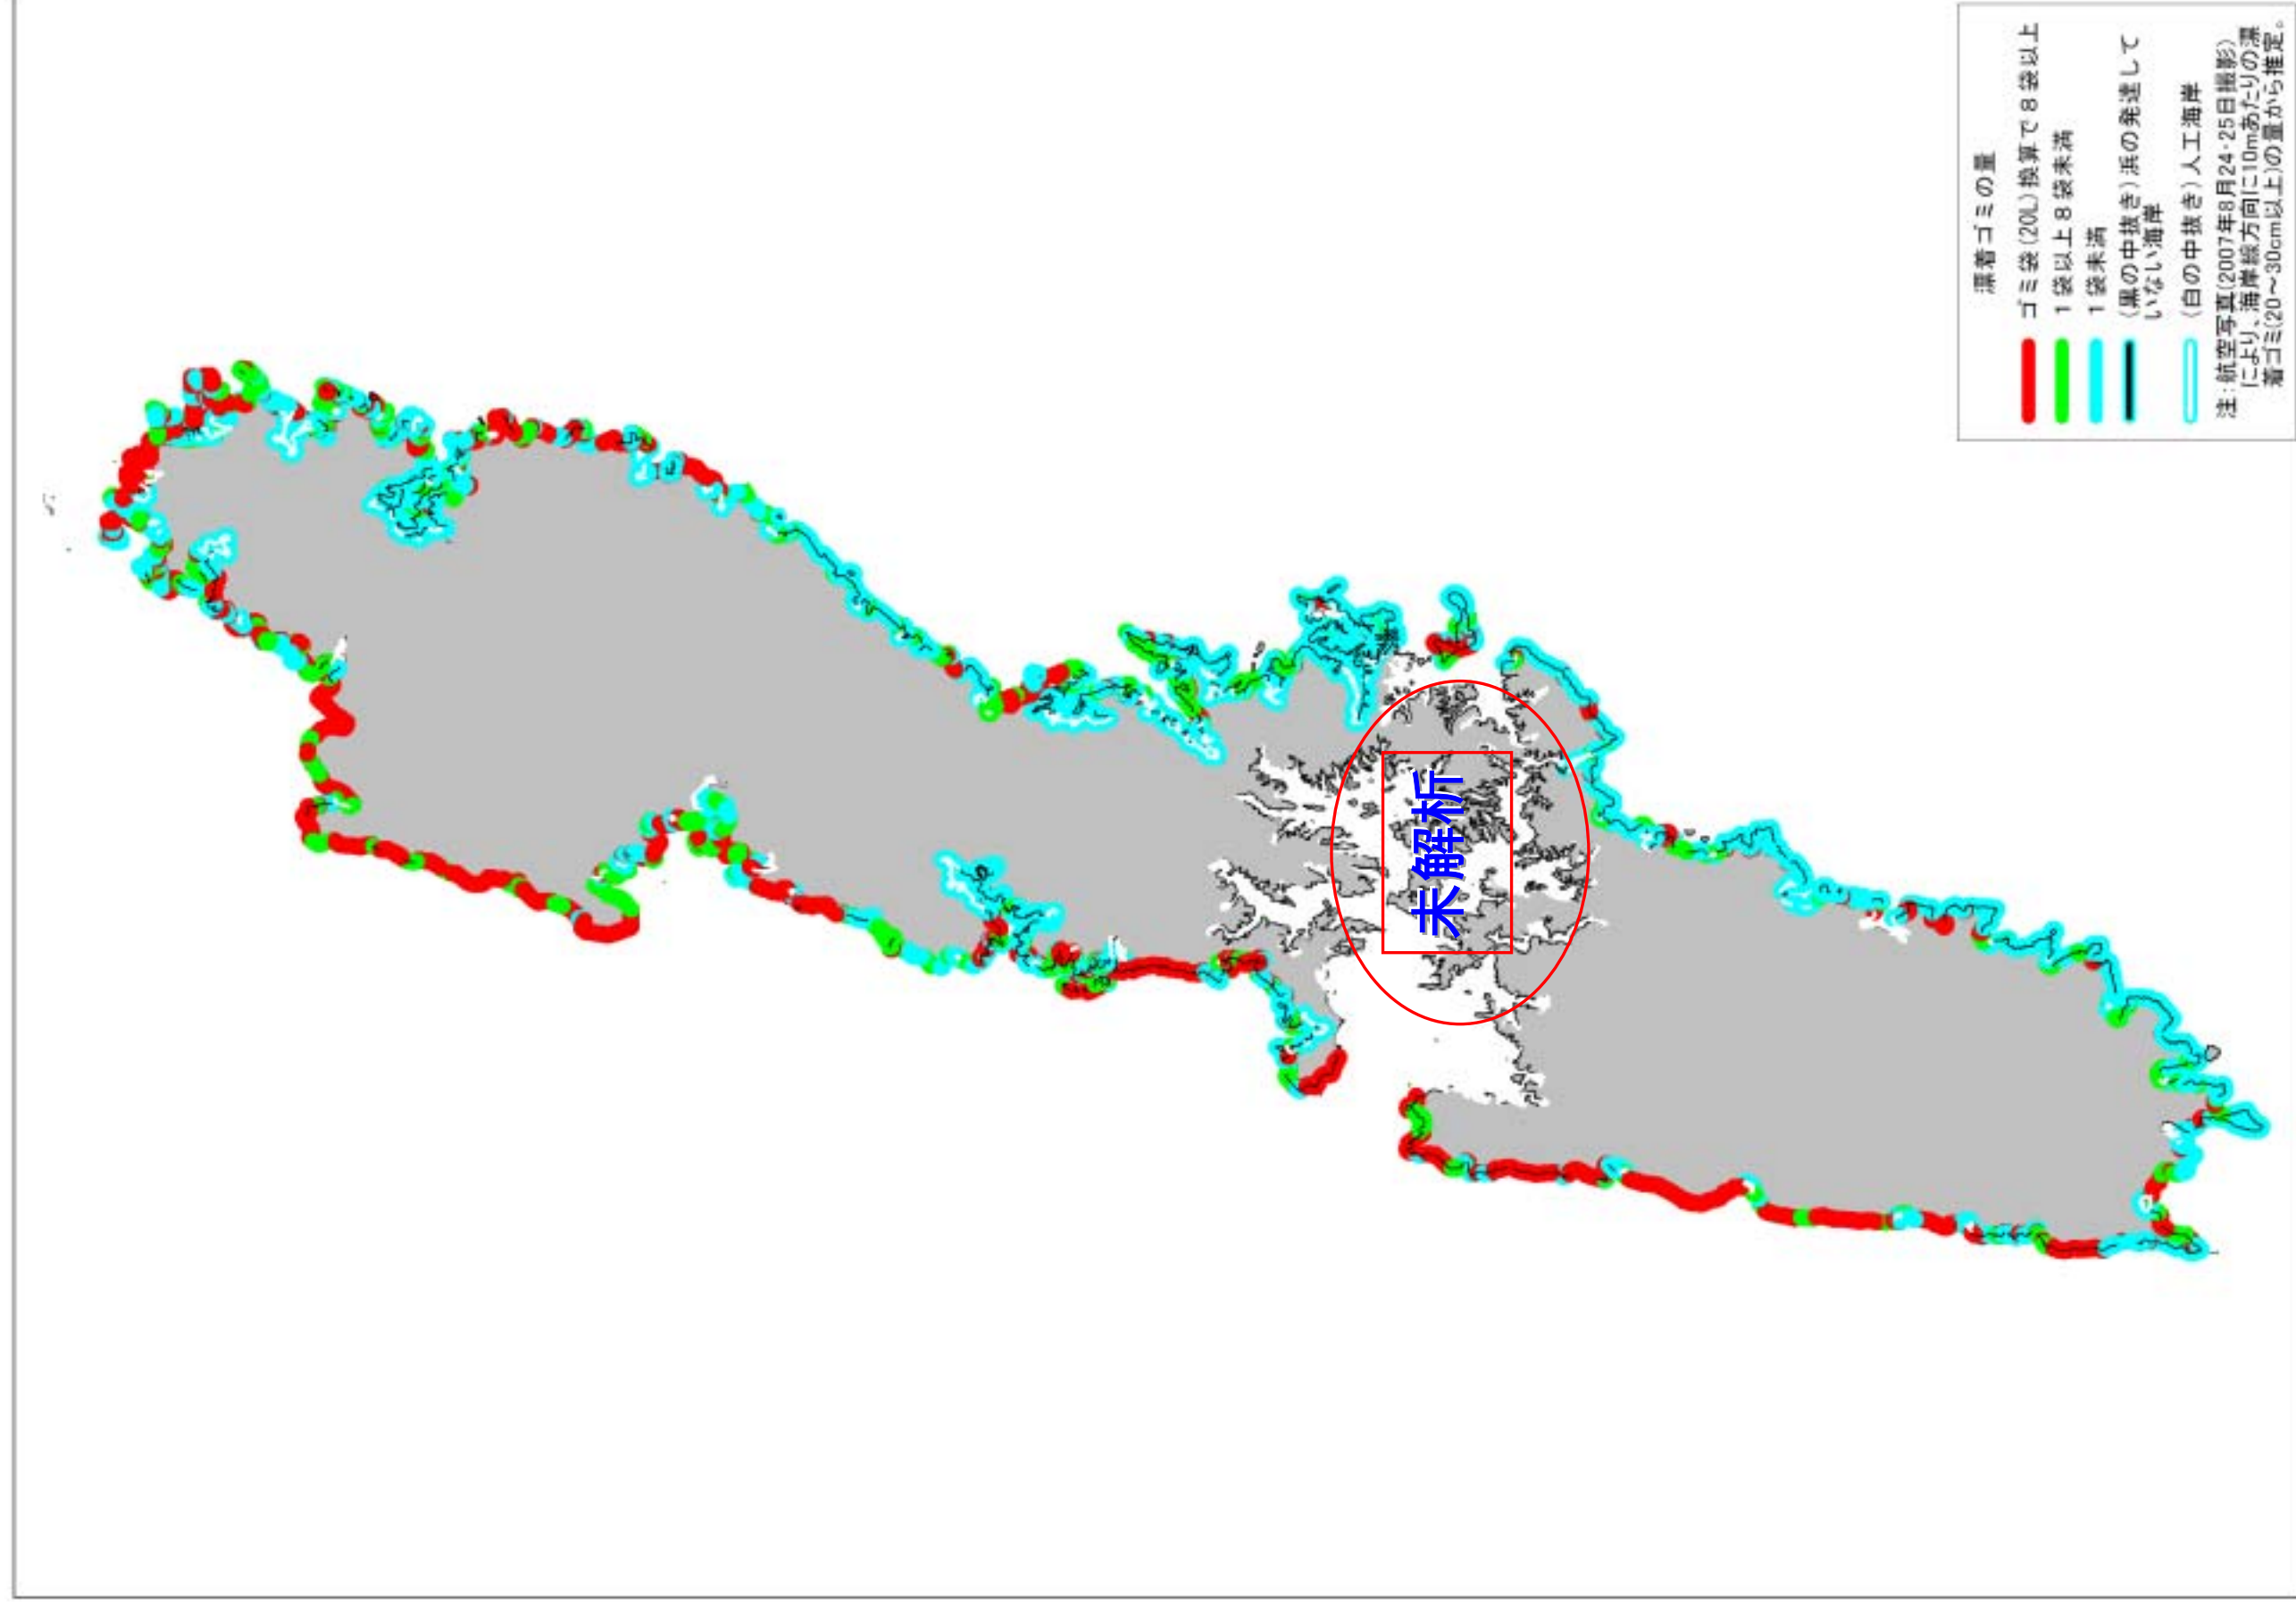 漂着ゴミの量
ゴミ袋(20L)換算で8袋以上
1袋以上8袋未満
1袋未満
(黒の中抜き)浜の発達して
いない海岸
(白の中抜き)人工海岸
注:航空写真(2007年8月24・25日撮影)
により、海岸線方向に10mあたりの漂
着ゴミ(20~30cm以上)の量から推定。
未解析